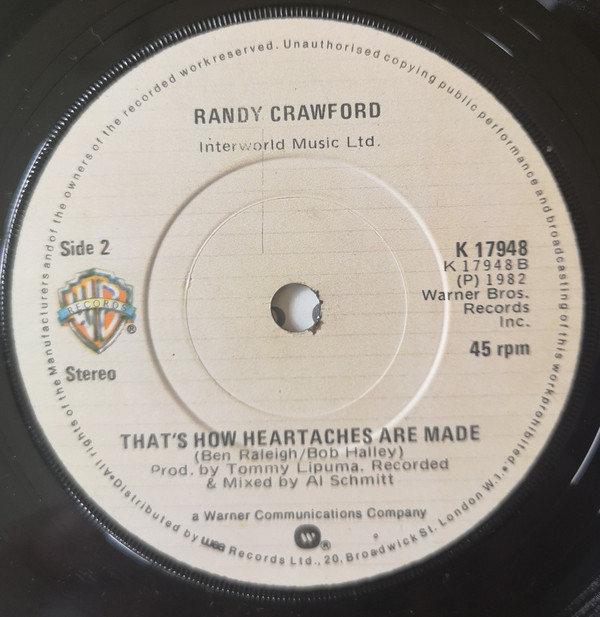 RANDY CRAWFORD
Interworld Music Ltd.
Side 2
K 17948
K 17948 B
(P) 1982
Warner Bros.
Records
Inc.
45 rpm
RECORDS
®
Stereo
THAT'S HOW HEARTACHES ARE MADE
(Ben Raleigh/Bob Halley)
Prod. by Tommy Lipuma. Recorded
& Mixed by Al Schmitt
a Warner Communications Company
®
All rights of the Manufacturers and of the owners of the recorded work reserved. Unauthorised copying public performance and broadcasting of this work prohibited
Distributed by wea Records Ltd., 20, Broadwick St. London W.1.